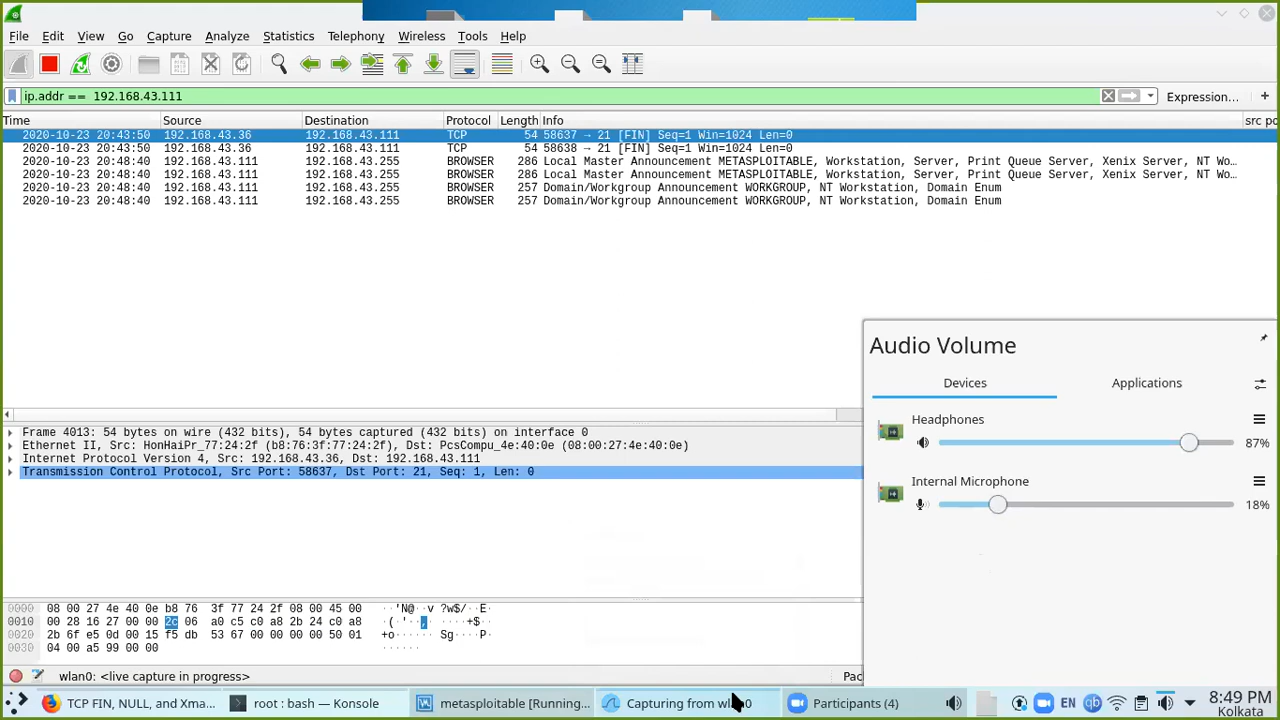 File Edit View Go Capture Analyze Statistics Telephony Wireless Tools Help
ip.addr == 192.168.43.111
Expression… +
Time Source Destination Protocol Length Info src po
2020-10-23 20:43:50 192.168.43.36 192.168.43.111 TCP 54 58637 → 21 [FIN] Seq=1 Win=1024 Len=0
2020-10-23 20:43:50 192.168.43.36 192.168.43.111 TCP 54 58638 → 21 [FIN] Seq=1 Win=1024 Len=0
2020-10-23 20:48:40 192.168.43.111 192.168.43.255 BROWSER 286 Local Master Announcement METASPLOITABLE, Workstation, Server, Print Queue Server, Xenix Server, NT Wo…
2020-10-23 20:48:40 192.168.43.111 192.168.43.255 BROWSER 286 Local Master Announcement METASPLOITABLE, Workstation, Server, Print Queue Server, Xenix Server, NT Wo…
2020-10-23 20:48:40 192.168.43.111 192.168.43.255 BROWSER 257 Domain/Workgroup Announcement WORKGROUP, NT Workstation, Domain Enum
2020-10-23 20:48:40 192.168.43.111 192.168.43.255 BROWSER 257 Domain/Workgroup Announcement WORKGROUP, NT Workstation, Domain Enum
Frame 4013: 54 bytes on wire (432 bits), 54 bytes captured (432 bits) on interface 0
Ethernet II, Src: HonHaiPr_77:24:2f (b8:76:3f:77:24:2f), Dst: PcsCompu_4e:40:0e (08:00:27:4e:40:0e)
Internet Protocol Version 4, Src: 192.168.43.36, Dst: 192.168.43.111
Transmission Control Protocol, Src Port: 58637, Dst Port: 21, Seq: 1, Len: 0
Audio Volume
Devices Applications
Headphones
87%
Internal Microphone
18%
0000 08 00 27 4e 40 0e b8 76 3f 77 24 2f 08 00 45 00 ··'N@··v ?w$/··E·
0010 00 28 16 27 00 00 2c 06 a0 c5 c0 a8 2b 24 c0 a8 ·(·'··,· ····+$··
0020 2b 6f e5 0d 00 15 f5 db 53 67 00 00 00 00 50 01 +o······ Sg····P·
0030 04 00 a5 99 00 00 ······
wlan0: <live capture in progress> Pac
TCP FIN, NULL, and Xma… root : bash — Konsole metasploitable [Running… Capturing from wl 0 Participants (4) qb EN 8:49 PM
Kolkata